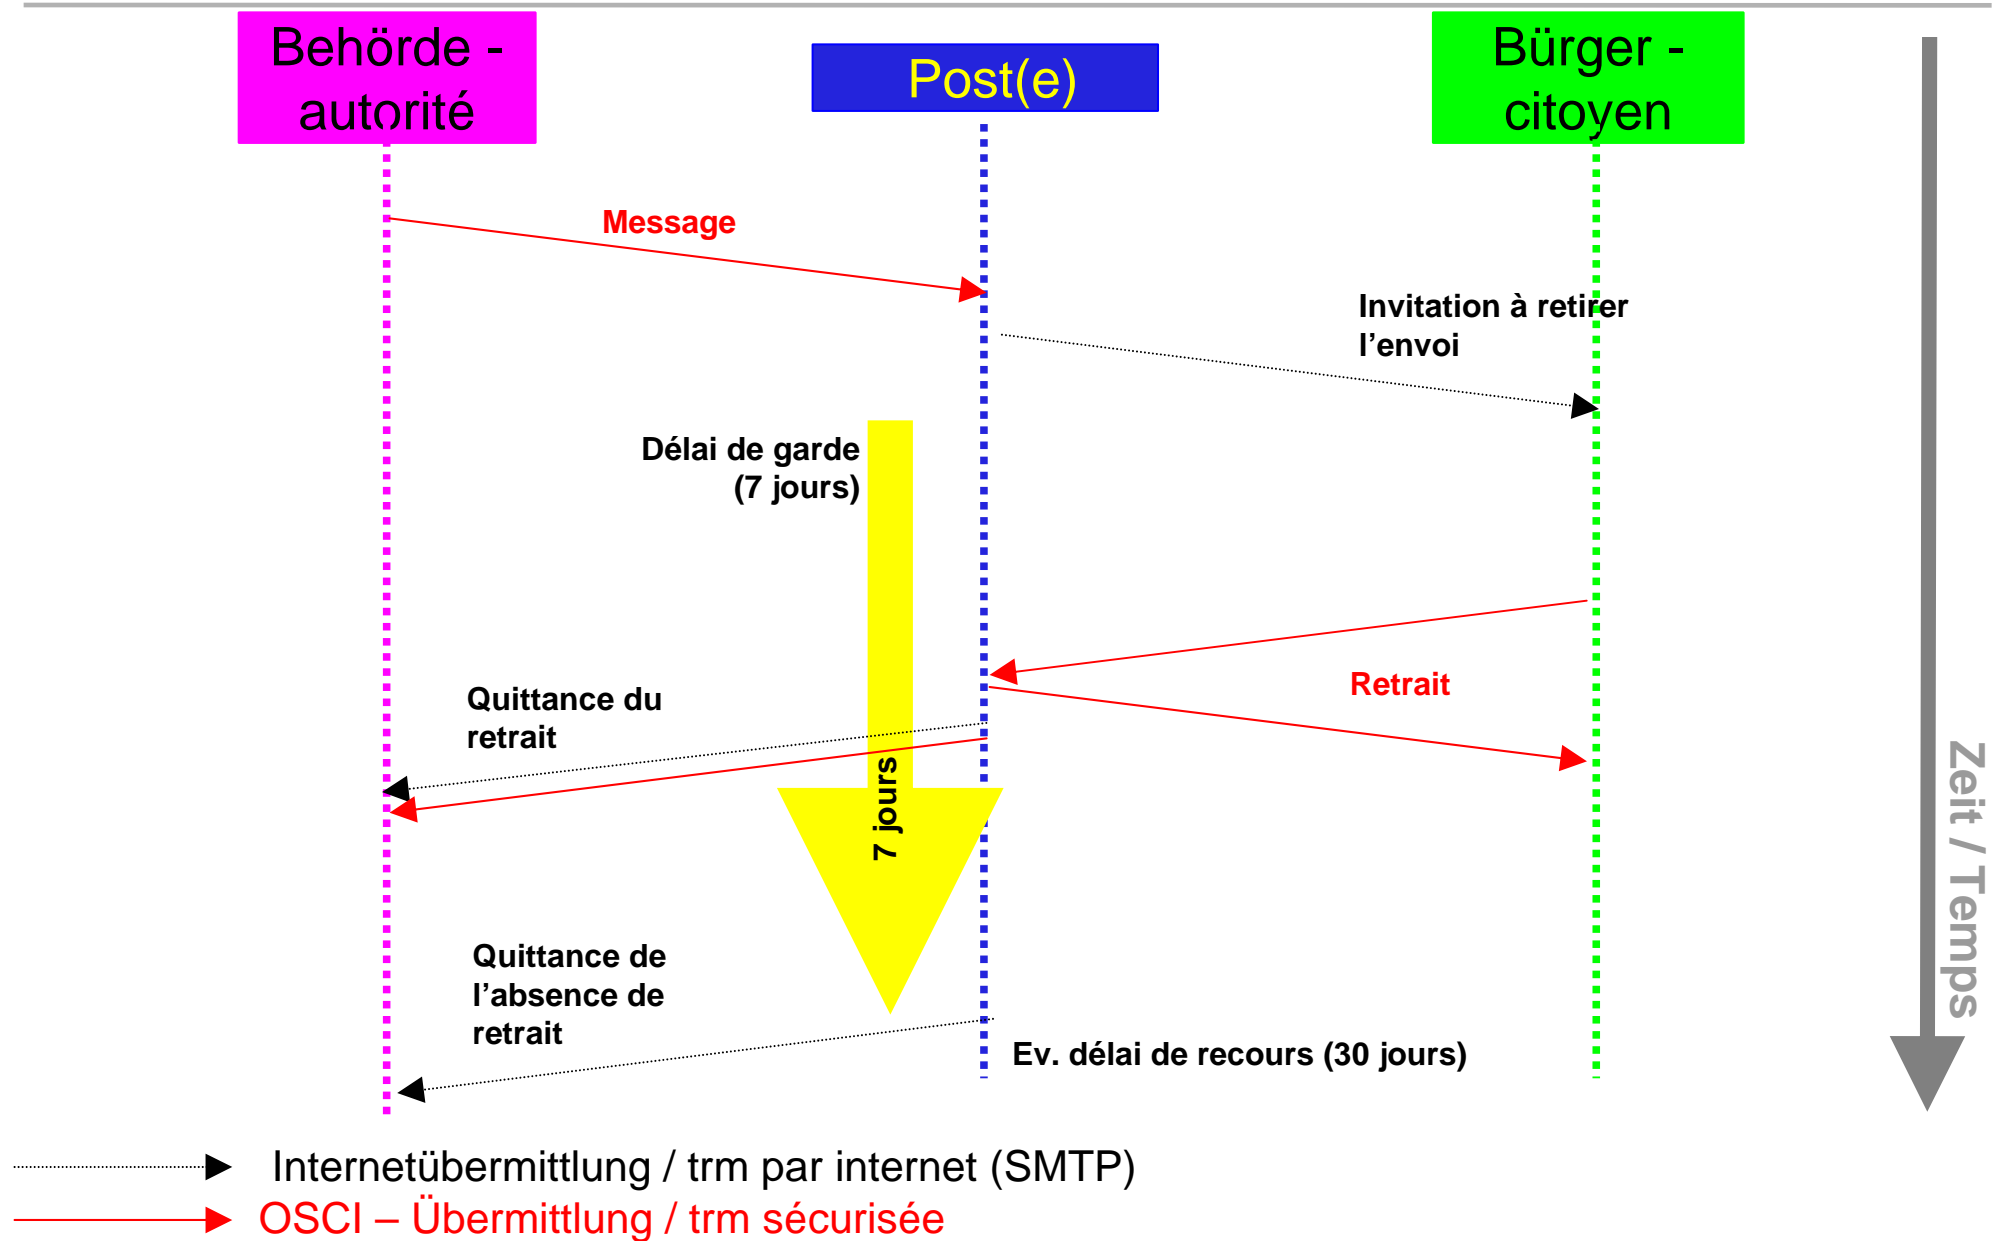 Behörde -
autorité
Post(e)
Bürger -
citoyen
Message
Invitation à retirer
l’envoi
Délai de garde
(7 jours)
Retrait
Quittance du
retrait
7 jours
Zeit / Temps
Quittance de
l’absence de
retrait
Ev. délai de recours (30 jours)
Internetübermittlung / trm par internet (SMTP)
OSCI – Übermittlung / trm sécurisée